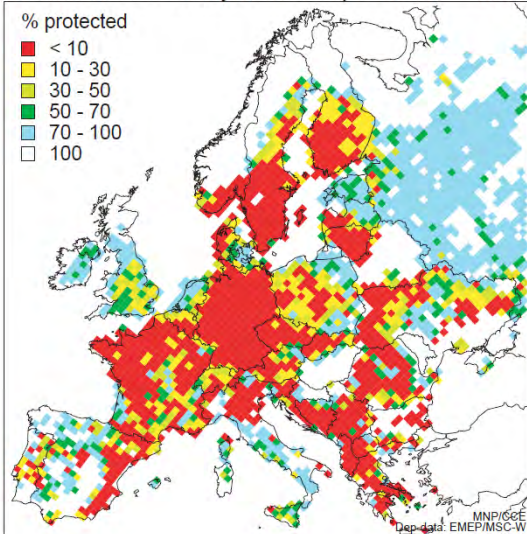 % protected
< 10
10 - 30
30 - 50
50 - 70
70 - 100
100
MNP/CCE
Dep-data: EMEP/MSC-W